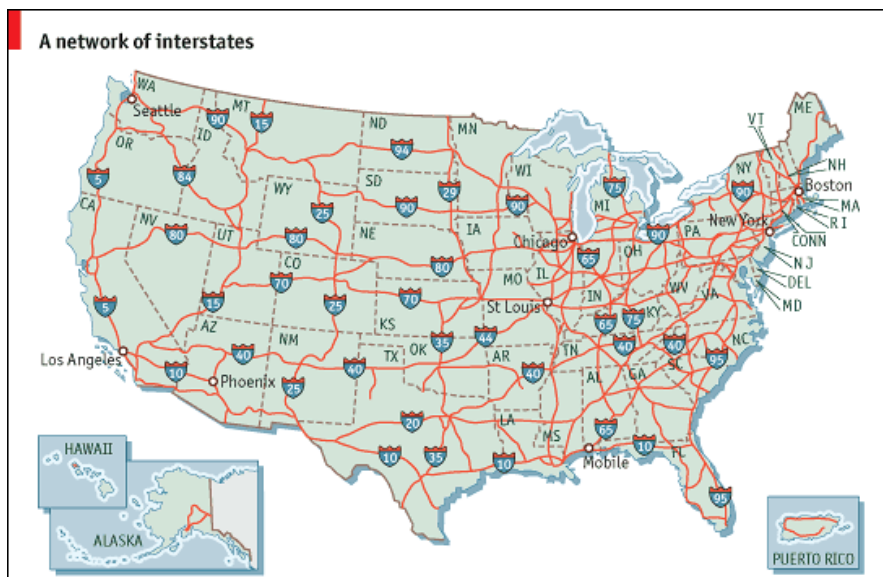 A network of interstates
WA
Seattle
MT
90
15
ND
MN
ME
VT
OR
ID
94
WI
NH
NY
75
MI
90
Boston
5
84
SD
29
WY
90
90
MA
CA
25
RI
NV
IA
New York
PA
CONN
80
UT
80
NE
Chicago
90
OH
65
NJ
CO
80
IL
MO
DEL
70
IN
WV
VA
MD
5
15
25
70
St Louis
KS
65
75
KY
AZ
NM
35
44
40
40
NC
OK
TX
TN
Los Angeles
40
AR
SC
95
10
Phoenix
25
40
40
AL
GA
20
LA
65
MS
10
35
10
Mobile
10
FL
95
HAWAII
ALASKA
PUERTO RICO